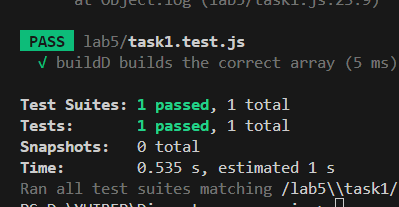 at Object.log (lab5/task1.js:25:9)
PASS lab5/task1.test.js
√ buildD builds the correct array (5 ms)
Test Suites: 1 passed, 1 total
Tests: 1 passed, 1 total
Snapshots: 0 total
Time: 0.535 s, estimated 1 s
Ran all test suites matching /lab5\\task1/